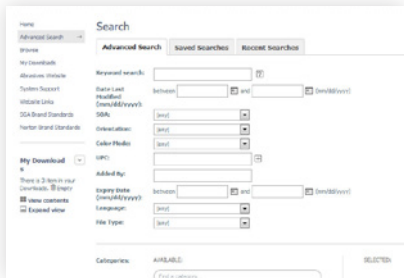 Home
Advanced Search
Browse
My Downloads
Abrasives Website
System Support
Website Links
SGA Brand Standards
Norton Brand Standards
My Downloads
There is 3 item in your Downloads. Empty
View contents
Expand view
Search
Advanced Search Saved Searches Recent Searches
Keyword search:
Date Last Modified (mm/dd/yyyy): between and (mm/dd/yyyy)
SBA: [any]
Orientation: [any]
Color Mode: [any]
UPC:
Added By:
Expiry Date (mm/dd/yyyy): between and (mm/dd/yyyy)
Language: [any]
File Type: [any]
Categories: AVAILABLE: SELECTED:
Find a category